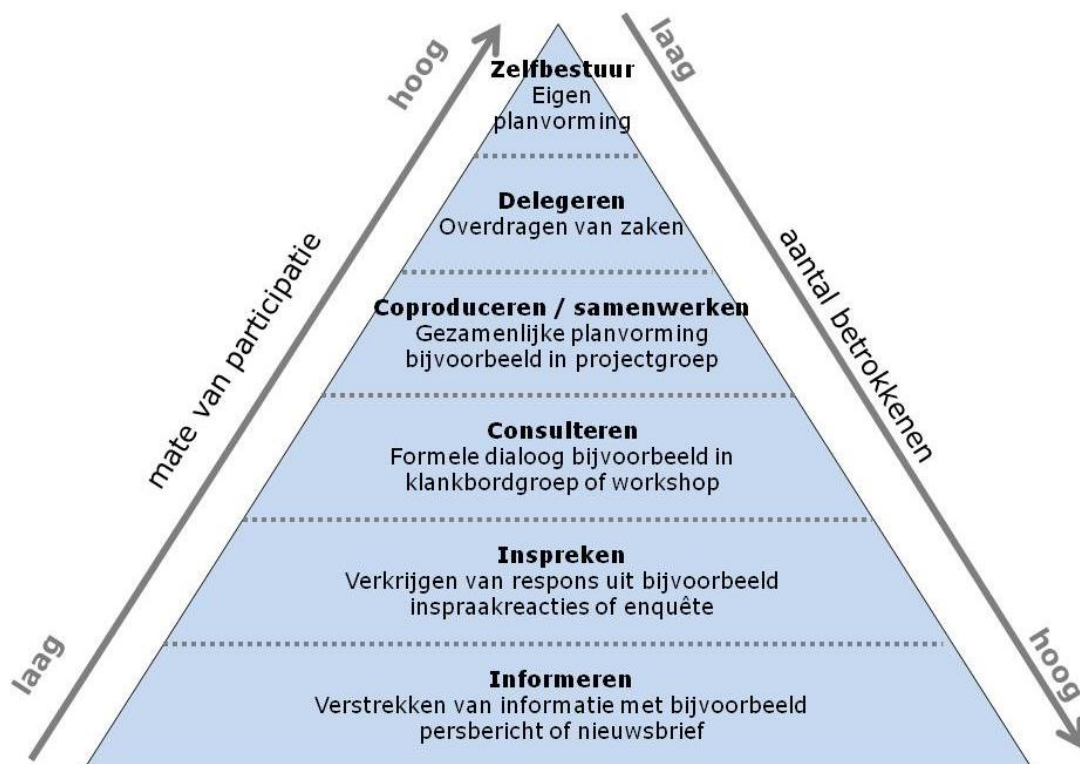 hoog
laag
Zelfbestuur
Eigen
planvorming
Delegeren
Overdragen van zaken
mate van participatie
aantal betrokkenen
Coproduceren / samenwerken
Gezamenlijke planvorming
bijvoorbeeld in projectgroep
Consulteren
Formele dialoog bijvoorbeeld in
klankbordgroep of workshop
Inspreken
Verkrijgen van respons uit bijvoorbeeld
inspraakreacties of enquête
laag
hoog
Informeren
Verstrekken van informatie met bijvoorbeeld
persbericht of nieuwsbrief